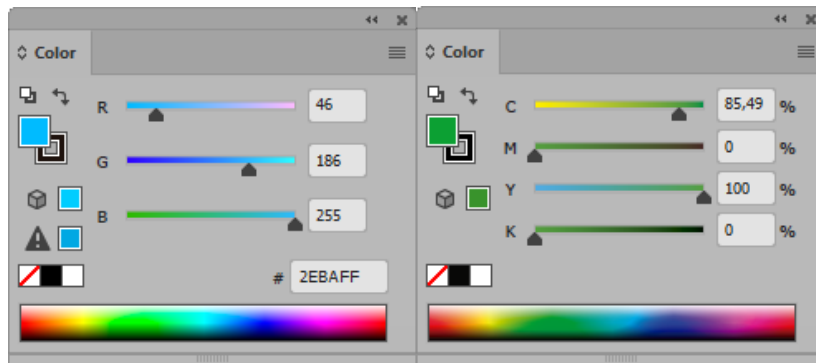 Color
R 46
G 186
B 255
# 2EBAFF
Color
C 85,49 %
M 0 %
Y 100 %
K 0 %